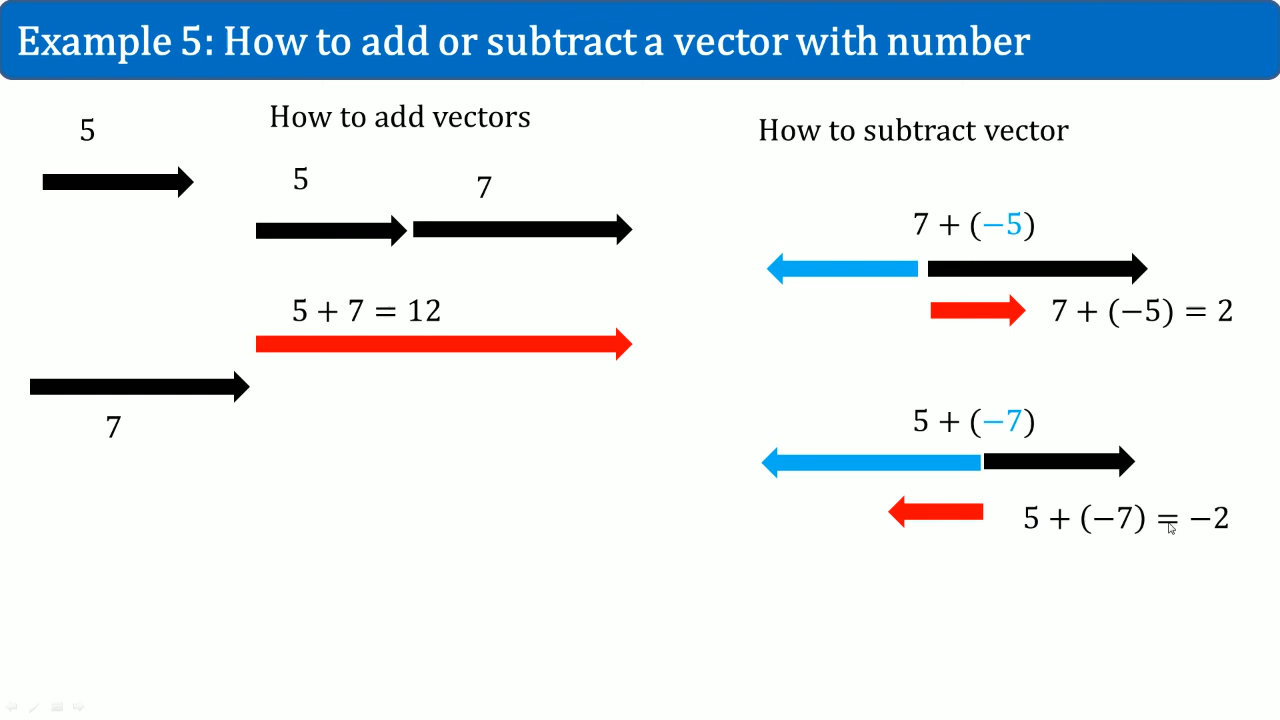 Example 5: How to add or subtract a vector with number
5
How to add vectors
5
7
5 + 7 = 12
7
How to subtract vector
7 + (−5)
7 + (−5) = 2
5 + (−7)
5 + (−7) = −2